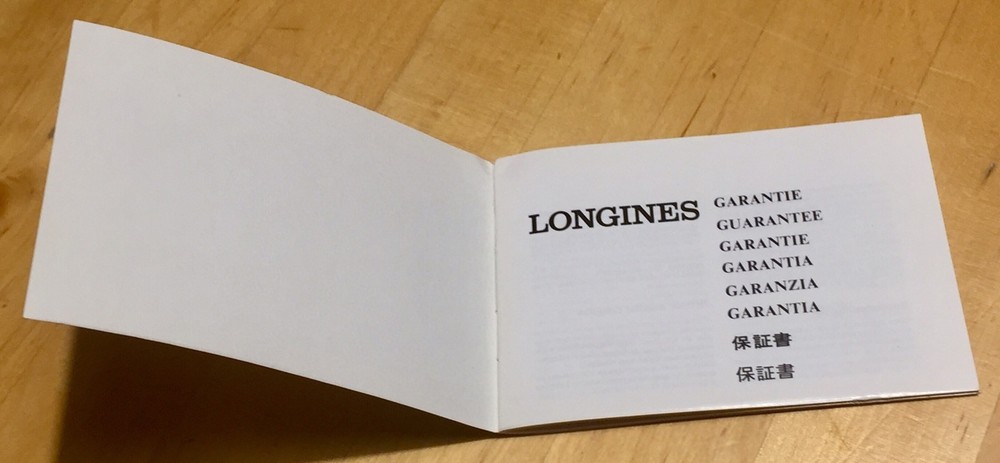 LONGINES
GARANTIE
GUARANTEE
GARANTIE
GARANTIA
GARANZIA
GARANTIA
保証書
保証書